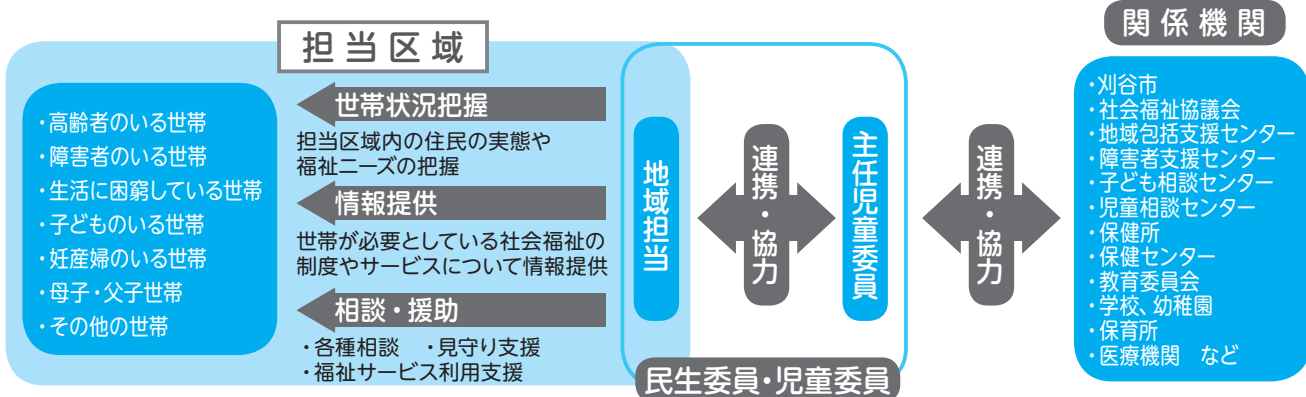 担当区域
・高齢者のいる世帯
・障害者のいる世帯
・生活に困窮している世帯
・子どものいる世帯
・妊産婦のいる世帯
・母子・父子世帯
・その他の世帯
世帯状況把握
担当区域内の住民の実態や
福祉ニーズの把握
情報提供
世帯が必要としている社会福祉の
制度やサービスについて情報提供
相談・援助
・各種相談　・見守り支援
・福祉サービス利用支援
地域担当
連携・協力
主任児童委員
民生委員・児童委員
連携・協力
関係機関
・刈谷市
・社会福祉協議会
・地域包括支援センター
・障害者支援センター
・子ども相談センター
・児童相談センター
・保健所
・保健センター
・教育委員会
・学校、幼稚園
・保育所
・医療機関　など